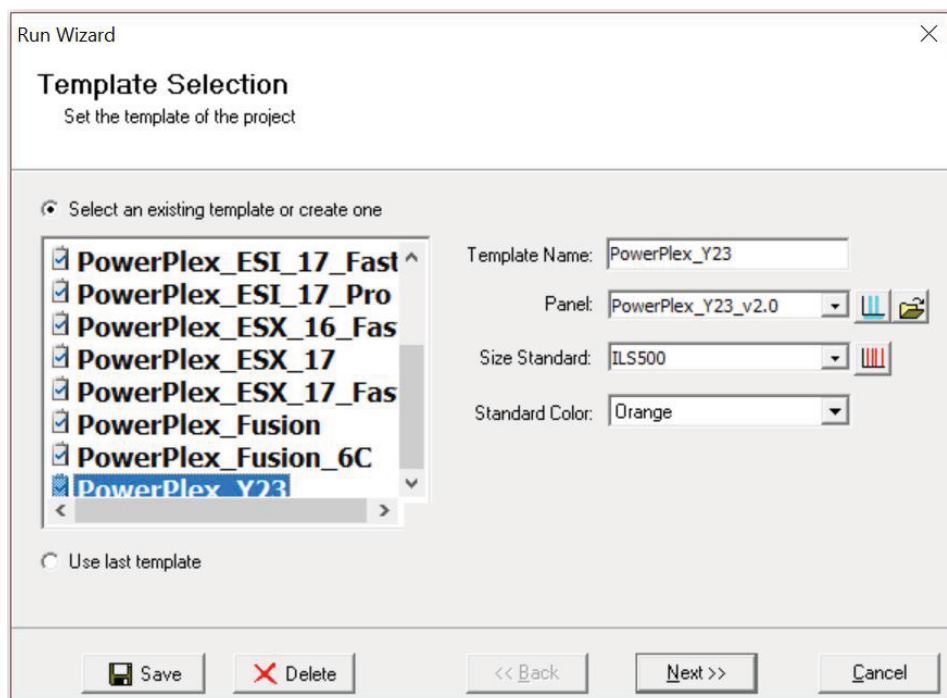 Run Wizard
Template Selection
Set the template of the project
Select an existing template or create one
PowerPlex_ESI_17_Fast
PowerPlex_ESI_17_Pro
PowerPlex_ESX_16_Fas
PowerPlex_ESX_17
PowerPlex_ESX_17_Fas
PowerPlex_Fusion
PowerPlex_Fusion_6C
PowerPlex_Y23
Template Name: PowerPlex_Y23
Panel: PowerPlex_Y23_v2.0
Size Standard: ILS500
Standard Color: Orange
Use last template
Save Delete << Back Next >> Cancel